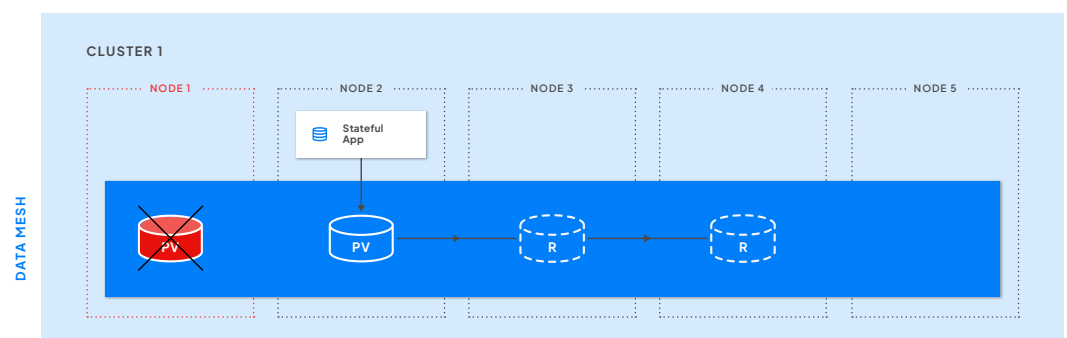 CLUSTER 1
NODE 1
NODE 2
NODE 3
NODE 4
NODE 5
Stateful
App
DATA MESH
PV
PV
R
R